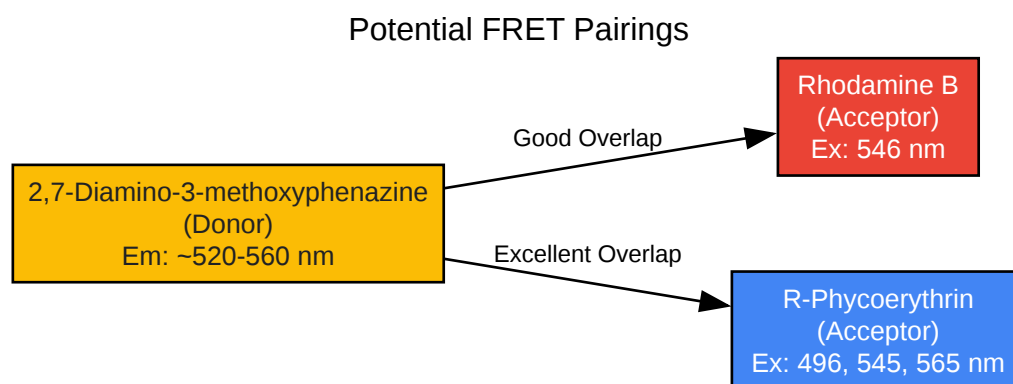 Potential FRET Pairings
2,7-Diamino-3-methoxyphenazine
(Donor)
Em: ~520-560 nm
Good Overlap
Excellent Overlap
Rhodamine B
(Acceptor)
Ex: 546 nm
R-Phycoerythrin
(Acceptor)
Ex: 496, 545, 565 nm